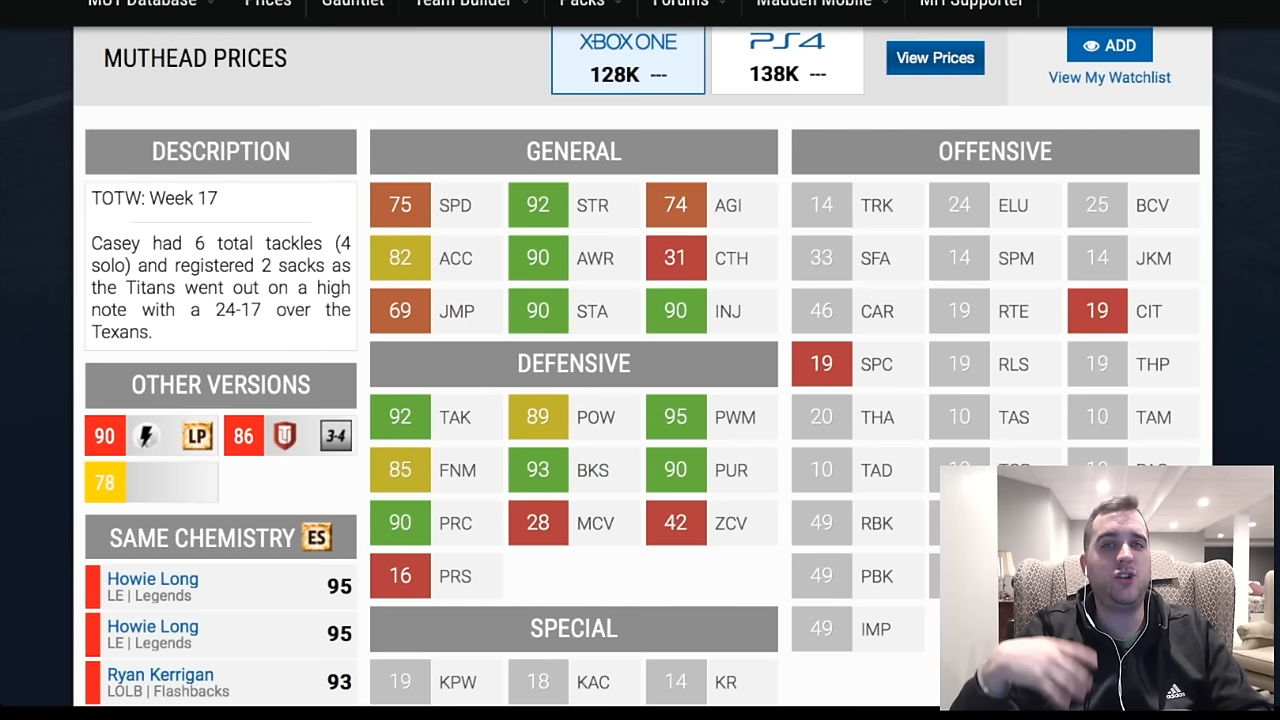 MUT Database Prices Gauntlet Team Builder Packs Forums Madden Mobile MH Supporter
MUTHEAD PRICES
XBOX ONE
128K ---
PS4
138K ---
View Prices
ADD
View My Watchlist
DESCRIPTION
TOTW: Week 17
Casey had 6 total tackles (4
solo) and registered 2 sacks as
the Titans went out on a high
note with a 24-17 over the
Texans.
OTHER VERSIONS
90 LP 86 U 3-4
78
SAME CHEMISTRY ES
Howie Long
LE | Legends
95
Howie Long
LE | Legends
95
Ryan Kerrigan
LOLB | Flashbacks
93
GENERAL
75 SPD 92 STR 74 AGI
82 ACC 90 AWR 31 CTH
69 JMP 90 STA 90 INJ
DEFENSIVE
92 TAK 89 POW 95 PWM
85 FNM 93 BKS 90 PUR
90 PRC 28 MCV 42 ZCV
16 PRS
SPECIAL
19 KPW 18 KAC 14 KR
OFFENSIVE
14 TRK 24 ELU 25 BCV
33 SFA 14 SPM 14 JKM
46 CAR 19 RTE 19 CIT
19 SPC 19 RLS 19 THP
20 THA 10 TAS 10 TAM
10 TAD
49 RBK
49 PBK
49 IMP
adidas